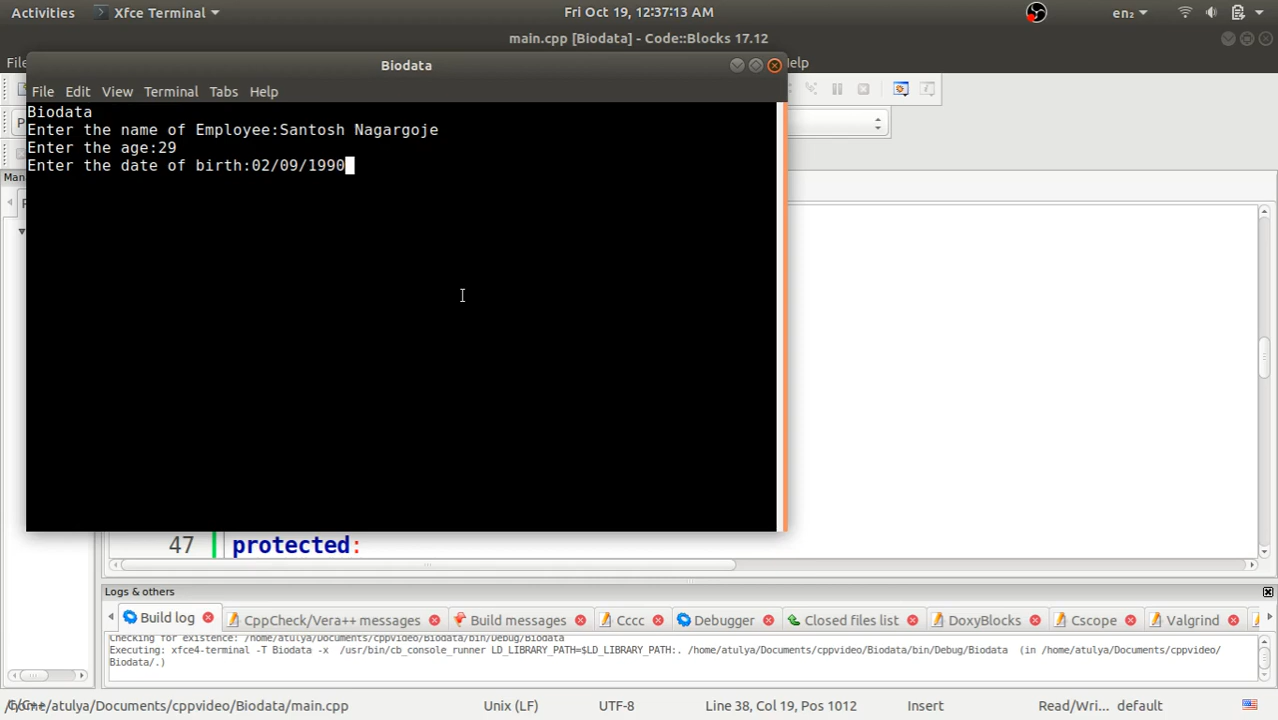 Activities Xfce Terminal Fri Oct 19, 12:37:13 AM en₂
main.cpp [Biodata] - Code::Blocks 17.12
Biodata
File Edit View Terminal Tabs Help
Biodata
Enter the name of Employee:Santosh Nagargoje
Enter the age:29
Enter the date of birth:02/09/1990
47 protected:
Logs & others
Build log CppCheck/Vera++ messages Build messages Cccc Debugger Closed files list DoxyBlocks Cscope Valgrind
Checking for existence: /home/atulya/Documents/cppvideo/Biodata/bin/Debug/Biodata
Executing: xfce4-terminal -T Biodata -x /usr/bin/cb_console_runner LD_LIBRARY_PATH=$LD_LIBRARY_PATH:. /home/atulya/Documents/cppvideo/Biodata/bin/Debug/Biodata (in /home/atulya/Documents/cppvideo/
Biodata/.)
/home/atulya/Documents/cppvideo/Biodata/main.cpp Unix (LF) UTF-8 Line 38, Col 19, Pos 1012 Insert Read/Wri... default